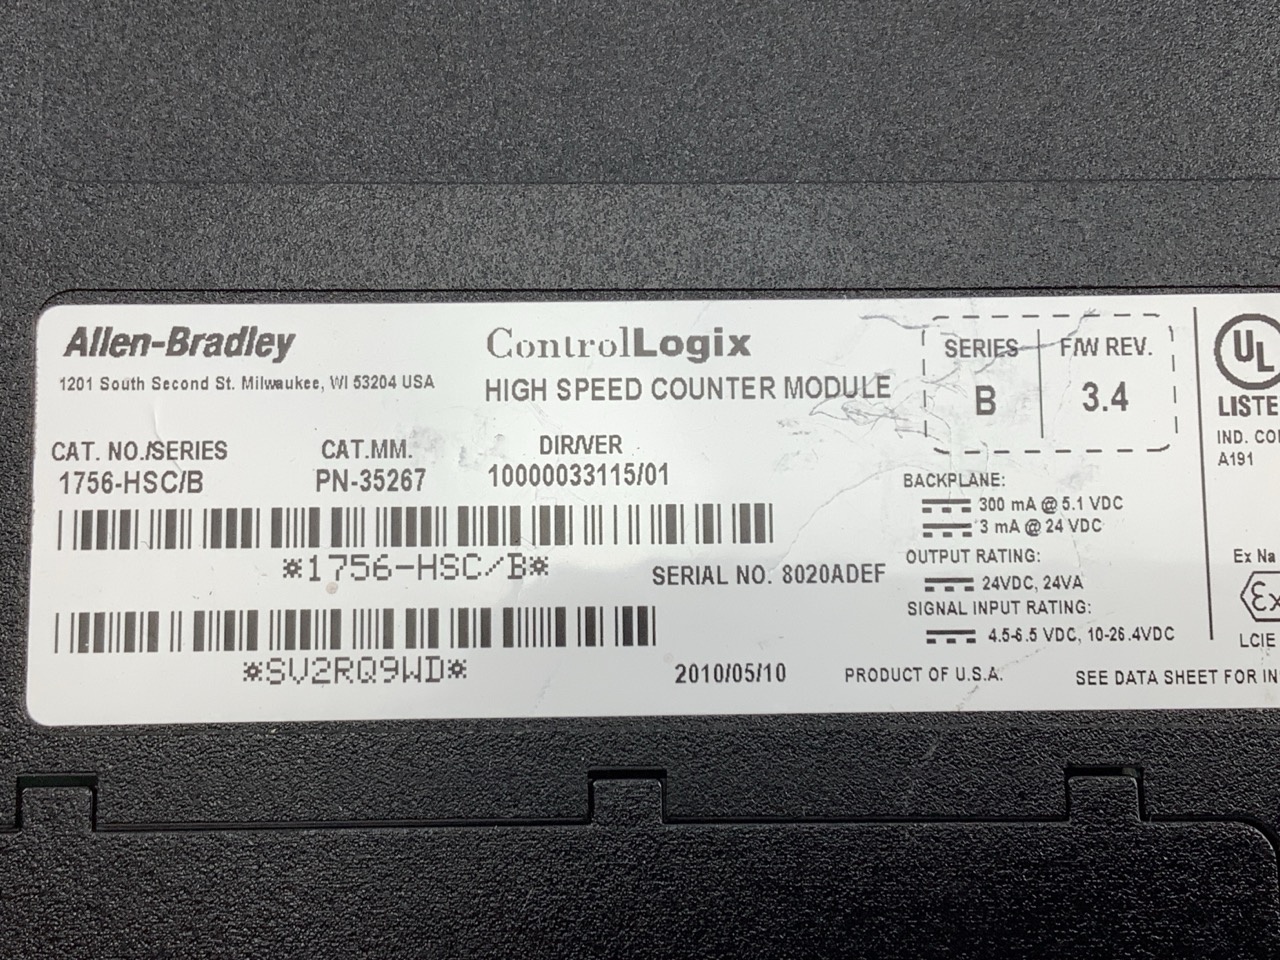 Allen-Bradley
1201 South Second St. Milwaukee, WI 53204 USA
ControlLogix
HIGH SPEED COUNTER MODULE
SERIES
B
F/W REV.
3.4
UL
LISTE
IND. CO
A191
CAT. NO./SERIES
1756-HSC/B
CAT.MM.
PN-35267
DIR/VER
10000033115/01
*1756-HSC/B*
SERIAL NO. 8020ADEF
*SV2RQ9WD*
2010/05/10
BACKPLANE:
300 mA @ 5.1 VDC
3 mA @ 24 VDC
OUTPUT RATING:
24VDC, 24VA
SIGNAL INPUT RATING:
4.5-6.5 VDC, 10-26.4VDC
PRODUCT OF U.S.A.
SEE DATA SHEET FOR IN
Ex Na
Ex
LCIE